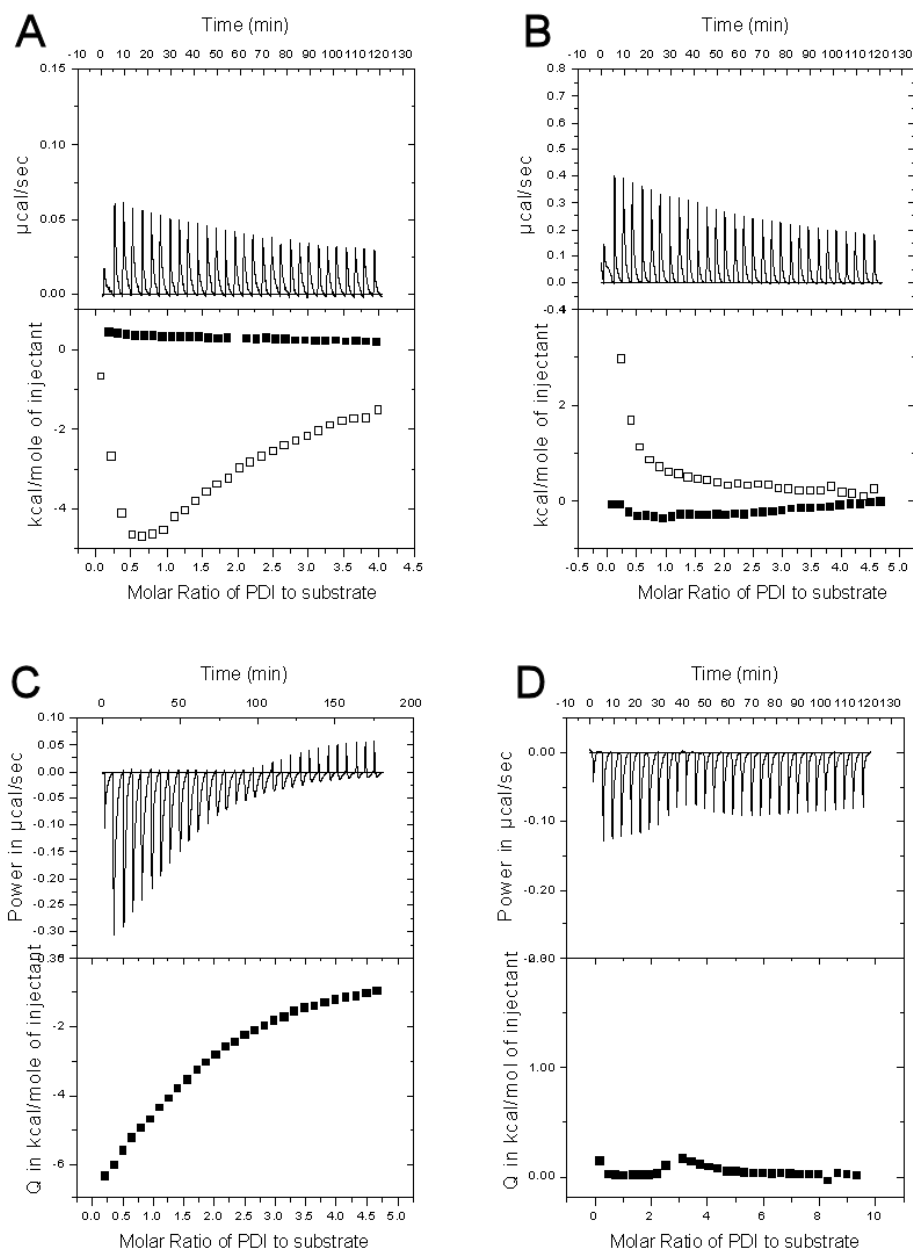 A
Time (min)
0 10 20 30 40 50 60 70 80 90 100 110 120 130
0.15
0.10
0.05
0.00
µcal/sec
0
-2
-4
kcal/mole of injectant
0.0 0.5 1.0 1.5 2.0 2.5 3.0 3.5 4.0 4.5
Molar Ratio of PDI to substrate
B
Time (min)
-10 0 10 20 30 40 50 60 70 80 90 100 110 120 130
0.8
0.7
0.6
0.5
0.4
0.3
0.2
0.1
0.0
µcal/sec
2
0
kcal/mole of injectant
-0.5 0.0 0.5 1.0 1.5 2.0 2.5 3.0 3.5 4.0 4.5 5.0
Molar Ratio of PDI to substrate
C
Time (min)
0 50 100 150 200
0.10
0.05
0.00
-0.05
-0.10
-0.15
-0.20
-0.25
-0.30
Power in µcal/sec
-2
-4
-6
Q in kcal/mole of injectant
0.0 0.5 1.0 1.5 2.0 2.5 3.0 3.5 4.0 4.5 5.0
Molar Ratio of PDI to substrate
D
Time (min)
-10 0 10 20 30 40 50 60 70 80 90 100 110 120 130
0.00
-0.10
-0.20
Power in µcal/sec
1.00
0.00
Q in kcal/mol of injectant
0 2 4 6 8 10
Molar Ratio of PDI to substrate